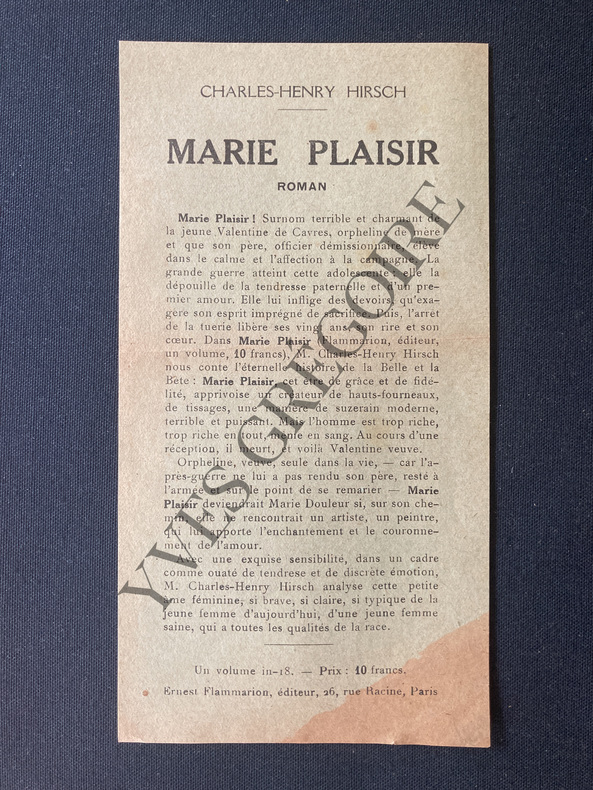 CHARLES-HENRY HIRSCH
MARIE PLAISIR
ROMAN
Marie Plaisir ! Surnom terrible et charmant de
la jeune Valentine de Cavres, orpheline de mère
et que son père, officier démissionnaire, élève
dans le calme et l'affection à la campagne. La
grande guerre atteint cette adolescente : elle la
dépouille de la tendresse paternelle et d'un pre-
mier amour. Elle lui inflige des devoirs qu'exa-
gère son esprit imprégné de sacrifice. Puis, l'arrêt
de la tuerie libère ses vingt ans, son rire et son
cœur. Dans Marie Plaisir (Flammarion, éditeur,
un volume, 10 francs), M. Charles-Henry Hirsch
nous conte l'éternelle histoire de la Belle et la
Bête : Marie Plaisir, cet être de grâce et de fidé-
lité, apprivoise un créateur de hauts-fourneaux,
de tissages, une manière de suzerain moderne,
terrible et puissant. Mais l'homme est trop riche,
trop riche en tout, même en sang. Au cours d'une
réception, il meurt, et voilà Valentine veuve.
Orpheline, veuve, seule dans la vie, — car l'a-
près-guerre ne lui a pas rendu son père, resté à
l'armée et sur le point de se remarier — Marie
Plaisir deviendrait Marie Douleur si, sur son che-
min, elle ne rencontrait un artiste, un peintre,
qui lui apporte l'enchantement et le couronne-
ment de l'amour.
Avec une exquise sensibilité, dans un cadre
comme ouaté de tendrese et de discrète émotion,
M. Charles-Henry Hirsch analyse cette petite
âme féminine, si brave, si claire, si typique de la
jeune femme d'aujourd'hui, d'une jeune femme
saine, qui a toutes les qualités de la race.
Un volume in-18. — Prix : 10 francs.
Ernest Flammarion, éditeur, 26, rue Racine, Paris
YVES GRÉGOIRE